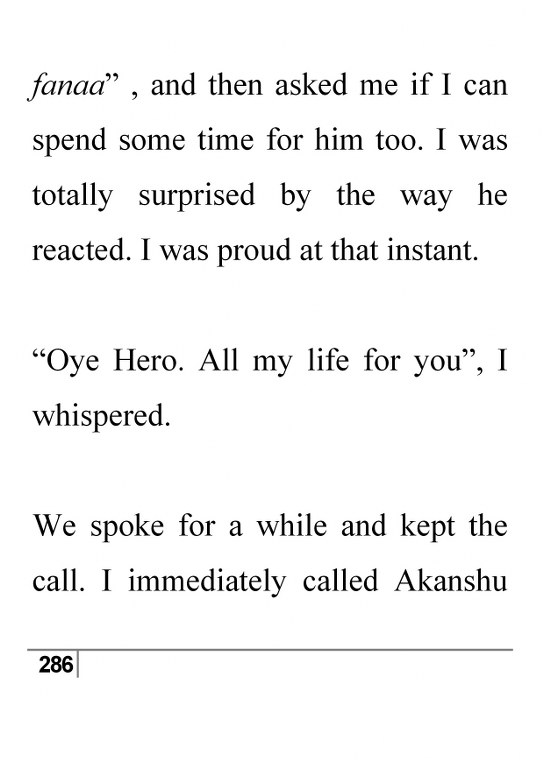 fanaa” , and then asked me if I can
spend some time for him too. I was
totally surprised by the way he
reacted. I was proud at that instant.
“Oye Hero. All my life for you”, I
whispered.
We spoke for a while and kept the
call. I immediately called Akanshu
286